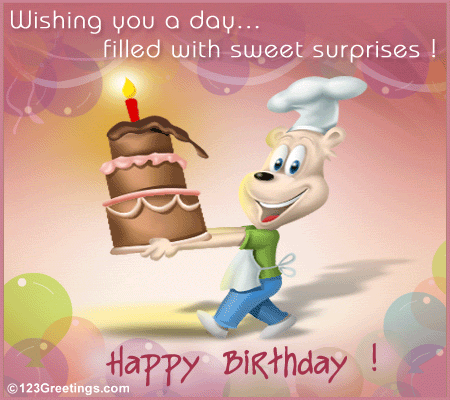 Wishing you a day...
filled with sweet surprises !
Happy Birthday !
©123Greetings.com